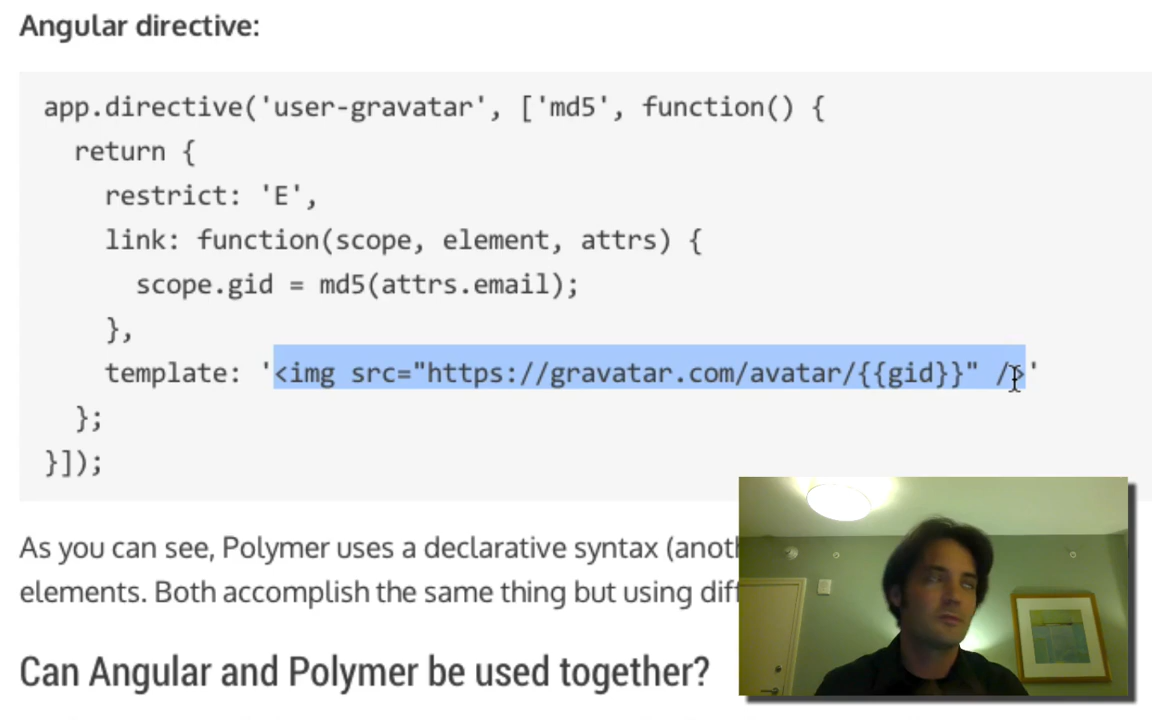 Angular directive:
app.directive('user-gravatar', ['md5', function() {
return {
restrict: 'E',
link: function(scope, element, attrs) {
scope.gid = md5(attrs.email);
},
template: '<img src="https://gravatar.com/avatar/{{gid}}" />'
};
}]);
As you can see, Polymer uses a declarative syntax
elements. Both accomplish the same thing but using
Can Angular and Polymer be used together?